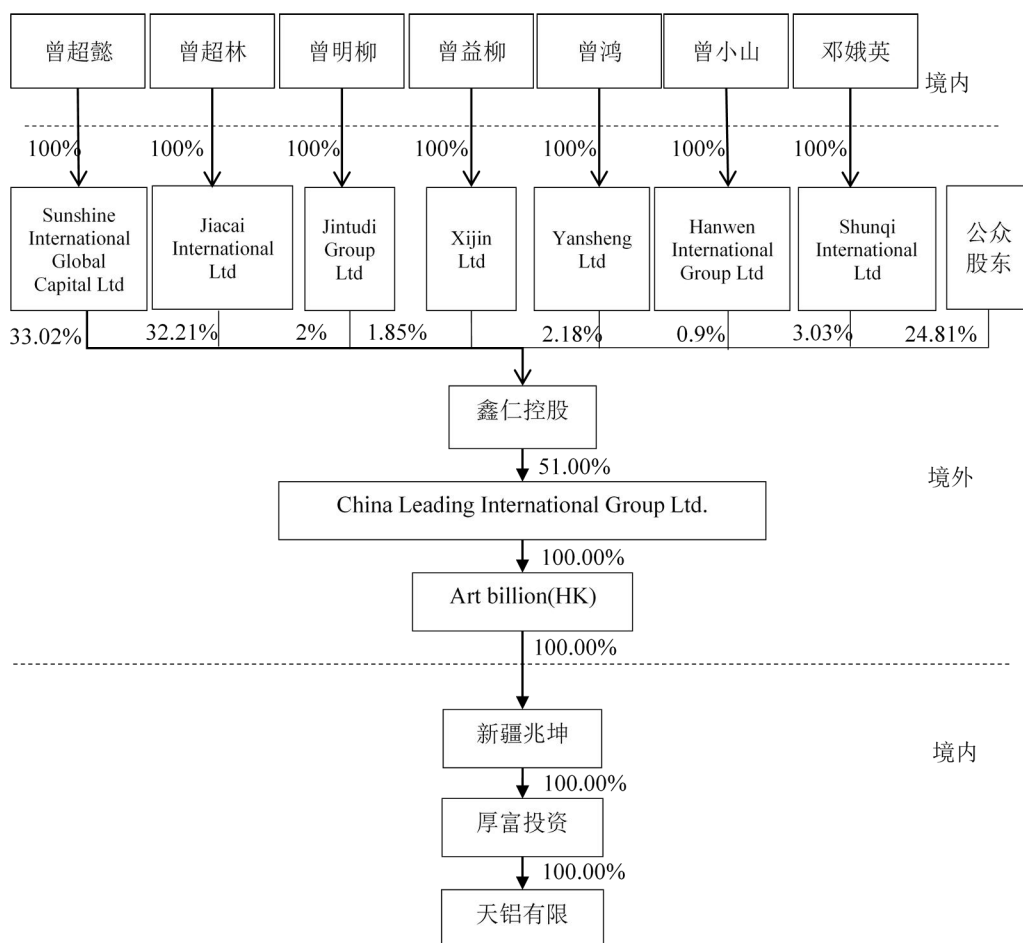 曾超懿
曾超林
曾明柳
曾益柳
曾鸿
曾小山
邓娥英
境内
100%
100%
100%
100%
100%
100%
100%
Sunshine
International
Global
Capital Ltd
Jiacai
International
Ltd
Jintudi
Group
Ltd
Xijin
Ltd
Yansheng
Ltd
Hanwen
International
Group Ltd
Shunqi
International
Ltd
公众
股东
33.02%
32.21%
2%
1.85%
2.18%
0.9%
3.03%
24.81%
鑫仁控股
51.00%
境外
China Leading International Group Ltd.
100.00%
Art billion(HK)
100.00%
新疆兆坤
境内
100.00%
厚富投资
100.00%
天铝有限